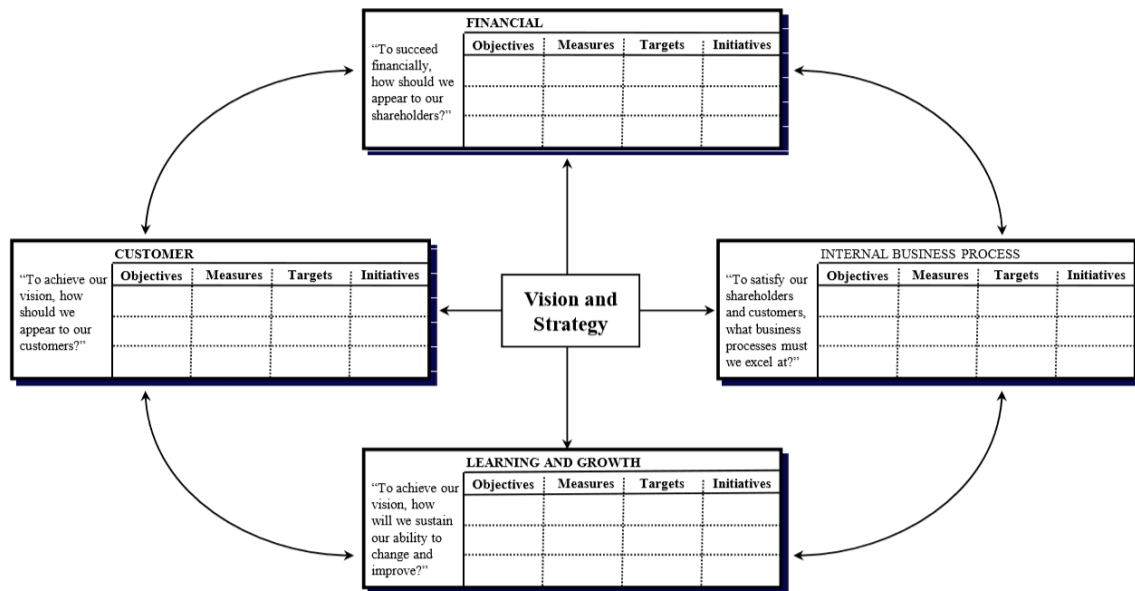 FINANCIAL
Objectives Measures Targets Initiatives
“To succeed
financially,
how should we
appear to our
shareholders?”
CUSTOMER
Objectives Measures Targets Initiatives
“To achieve our
vision, how
should we
appear to our
customers?”
Vision and
Strategy
INTERNAL BUSINESS PROCESS
Objectives Measures Targets Initiatives
“To satisfy our
shareholders
and customers,
what business
processes must
we excel at?”
LEARNING AND GROWTH
Objectives Measures Targets Initiatives
“To achieve our
vision, how
will we sustain
our ability to
change and
improve?”